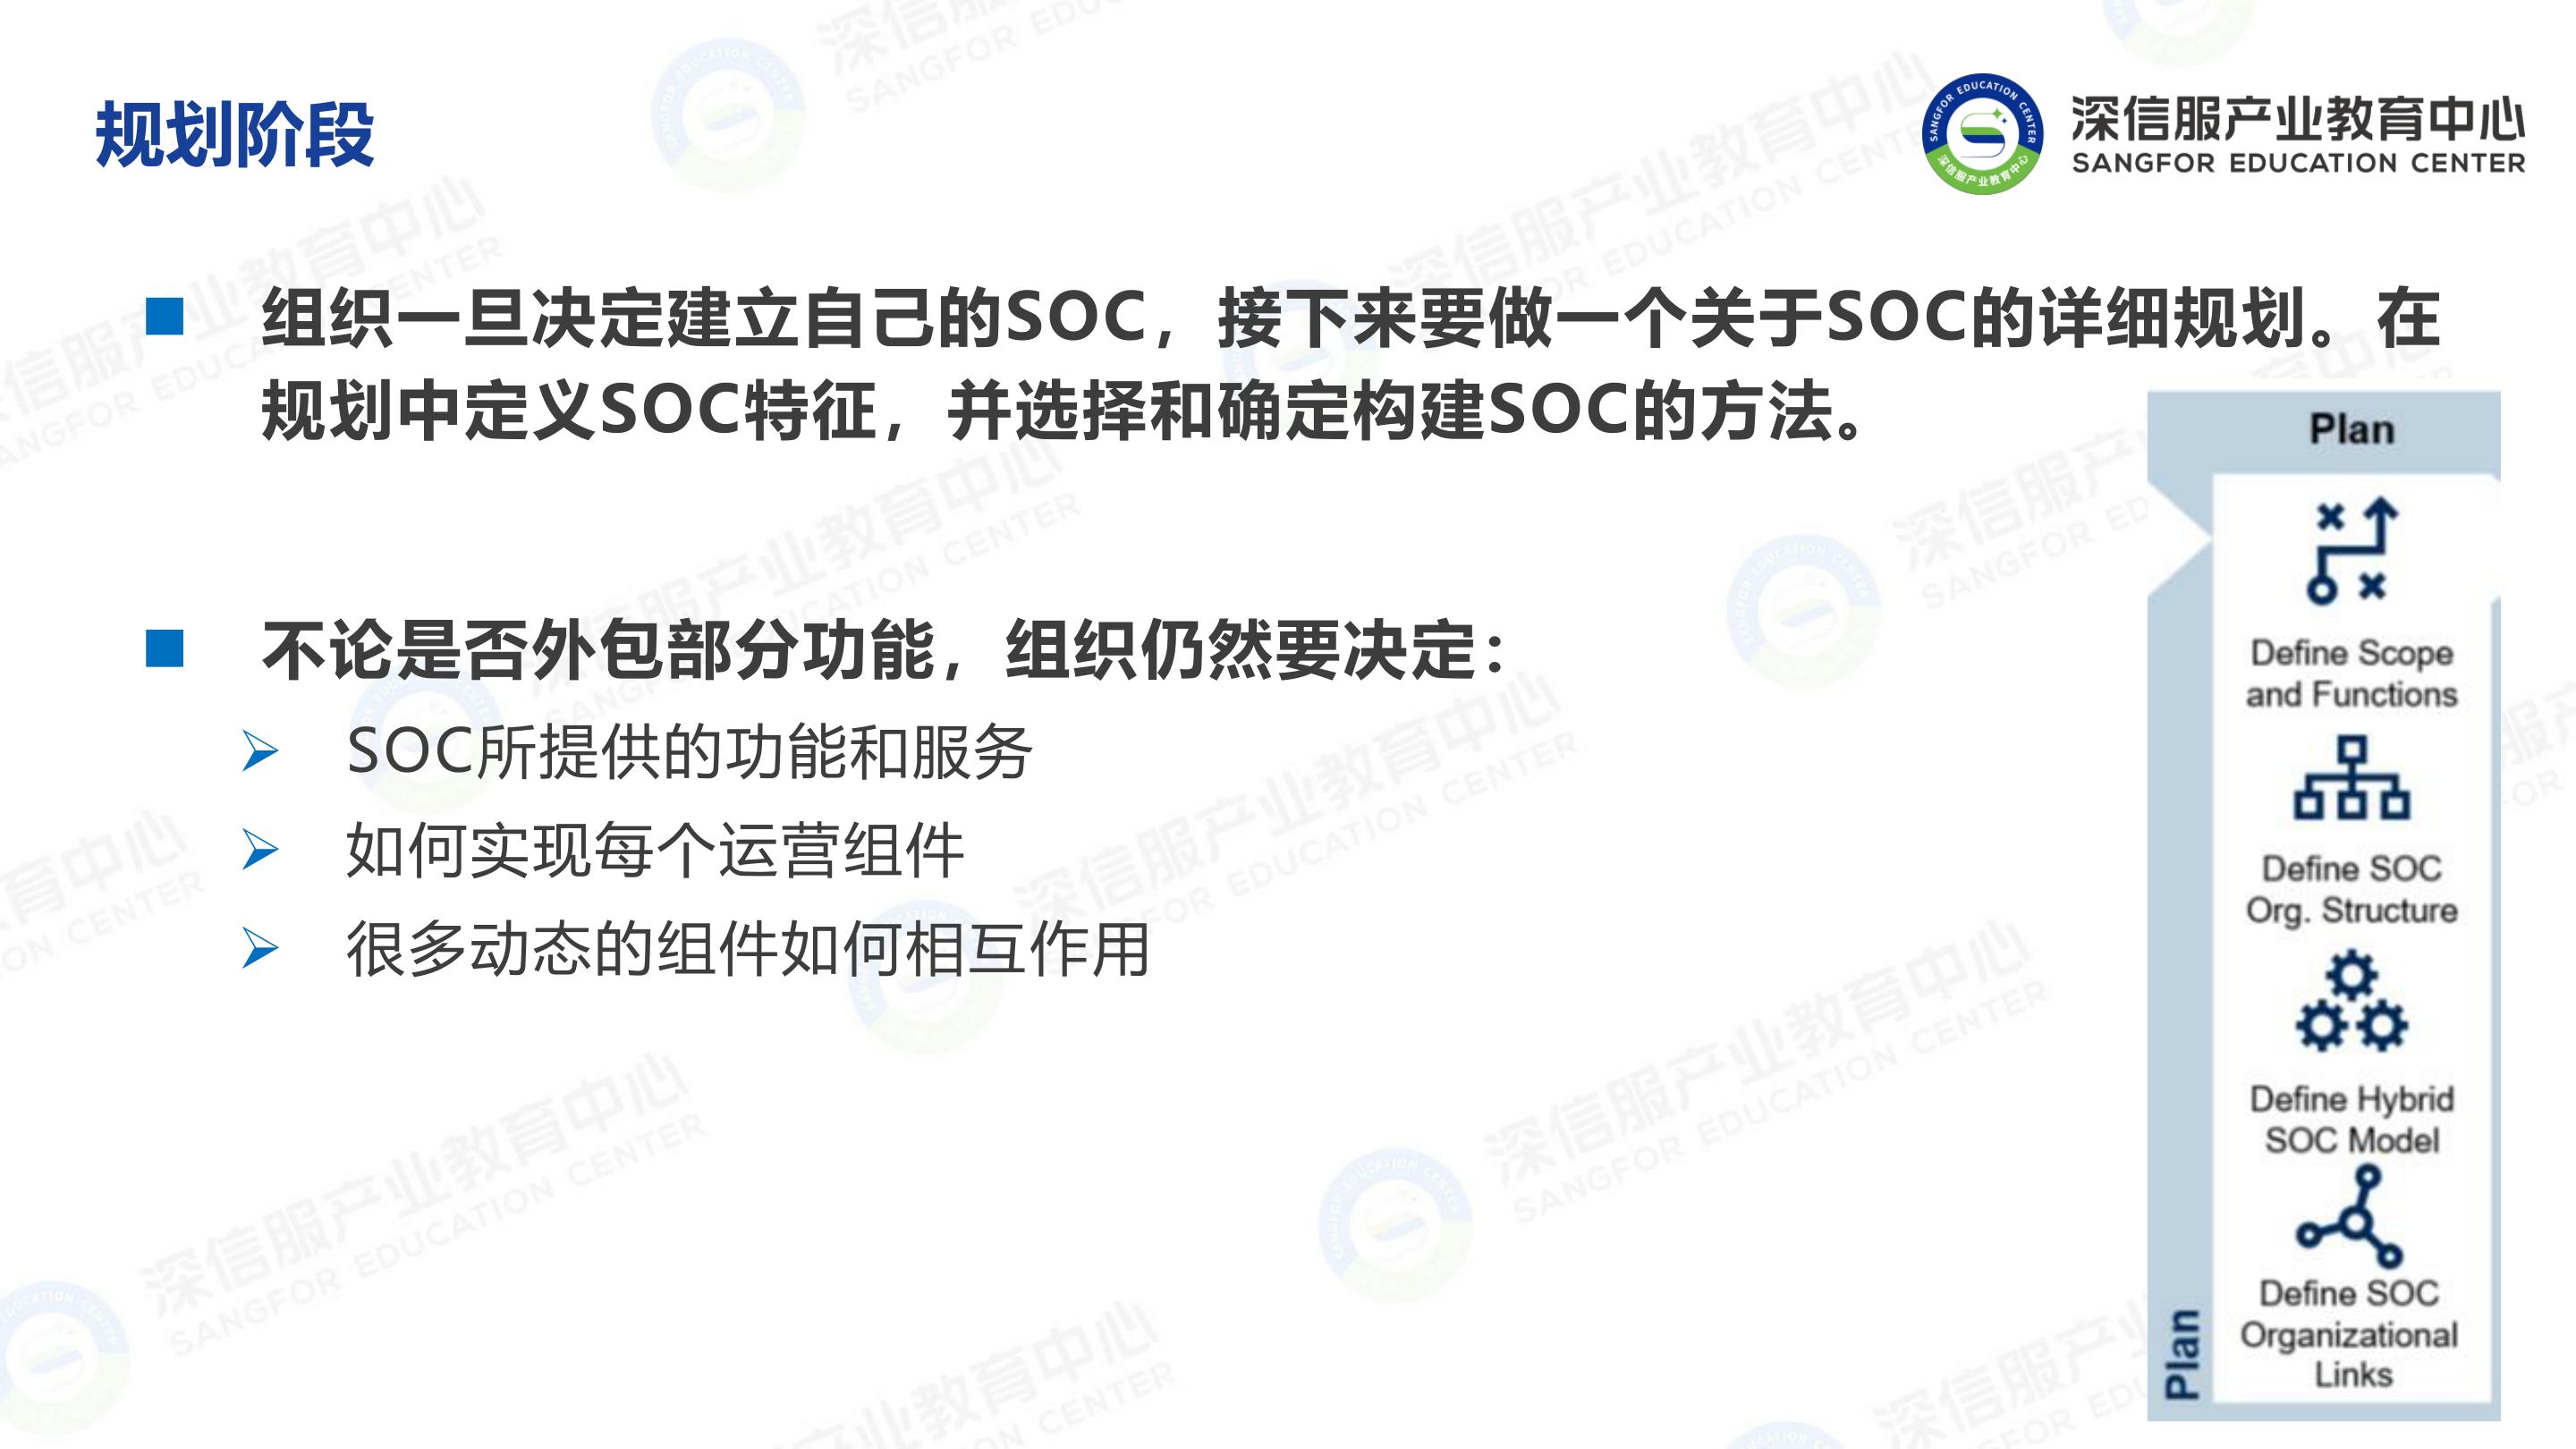 规划阶段
深信服产业教育中心
SANGFOR EDUCATION CENTER
组织一旦决定建立自己的SOC，接下来要做一个关于SOC的详细规划。在
规划中定义SOC特征，并选择和确定构建SOC的方法。
不论是否外包部分功能，组织仍然要决定：
SOC所提供的功能和服务
如何实现每个运营组件
很多动态的组件如何相互作用
Plan
Define Scope
and Functions
Define SOC
Org. Structure
Define Hybrid
SOC Model
Define SOC
Organizational
Links
Plan